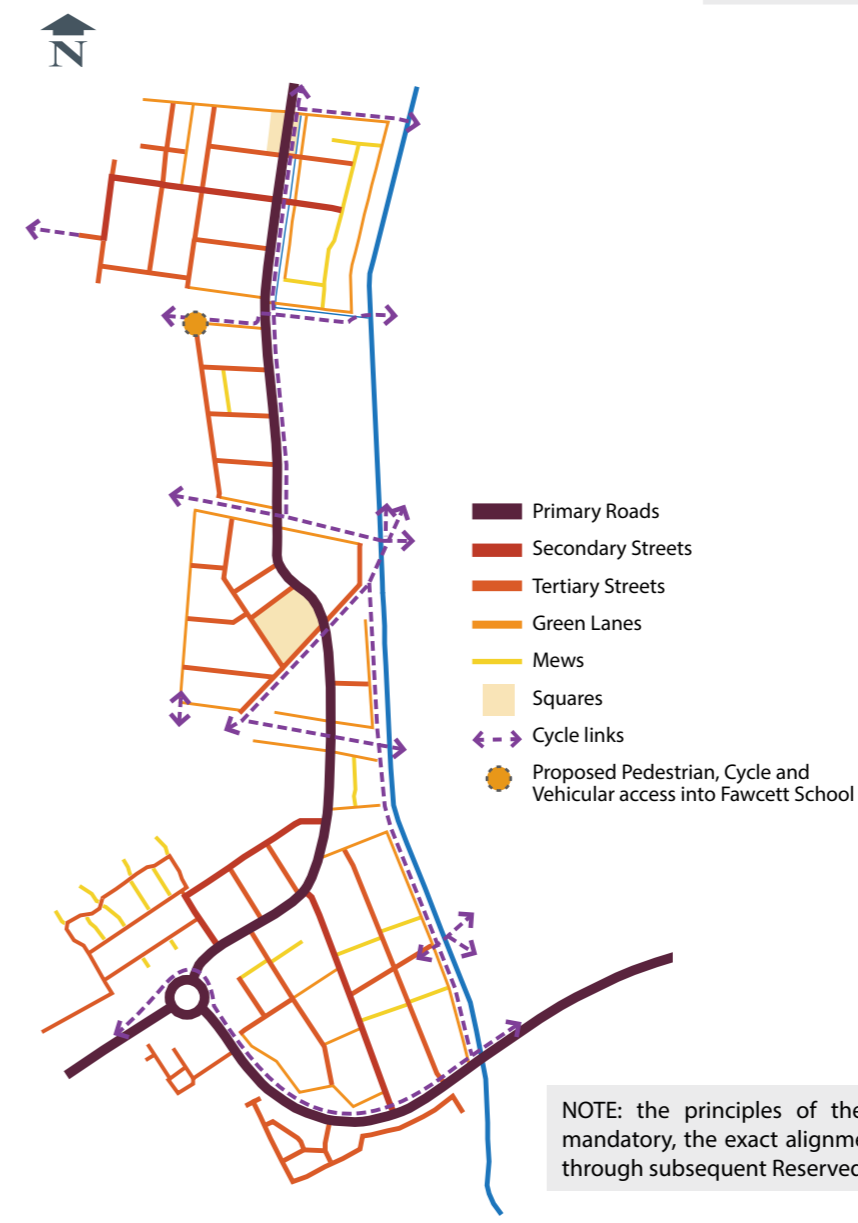 N
Primary Roads
Secondary Streets
Tertiary Streets
Green Lanes
Mews
Squares
Cycle links
Proposed Pedestrian, Cycle and
Vehicular access into Fawcett School
NOTE: the principles of the
mandatory, the exact alignme
through subsequent Reserved